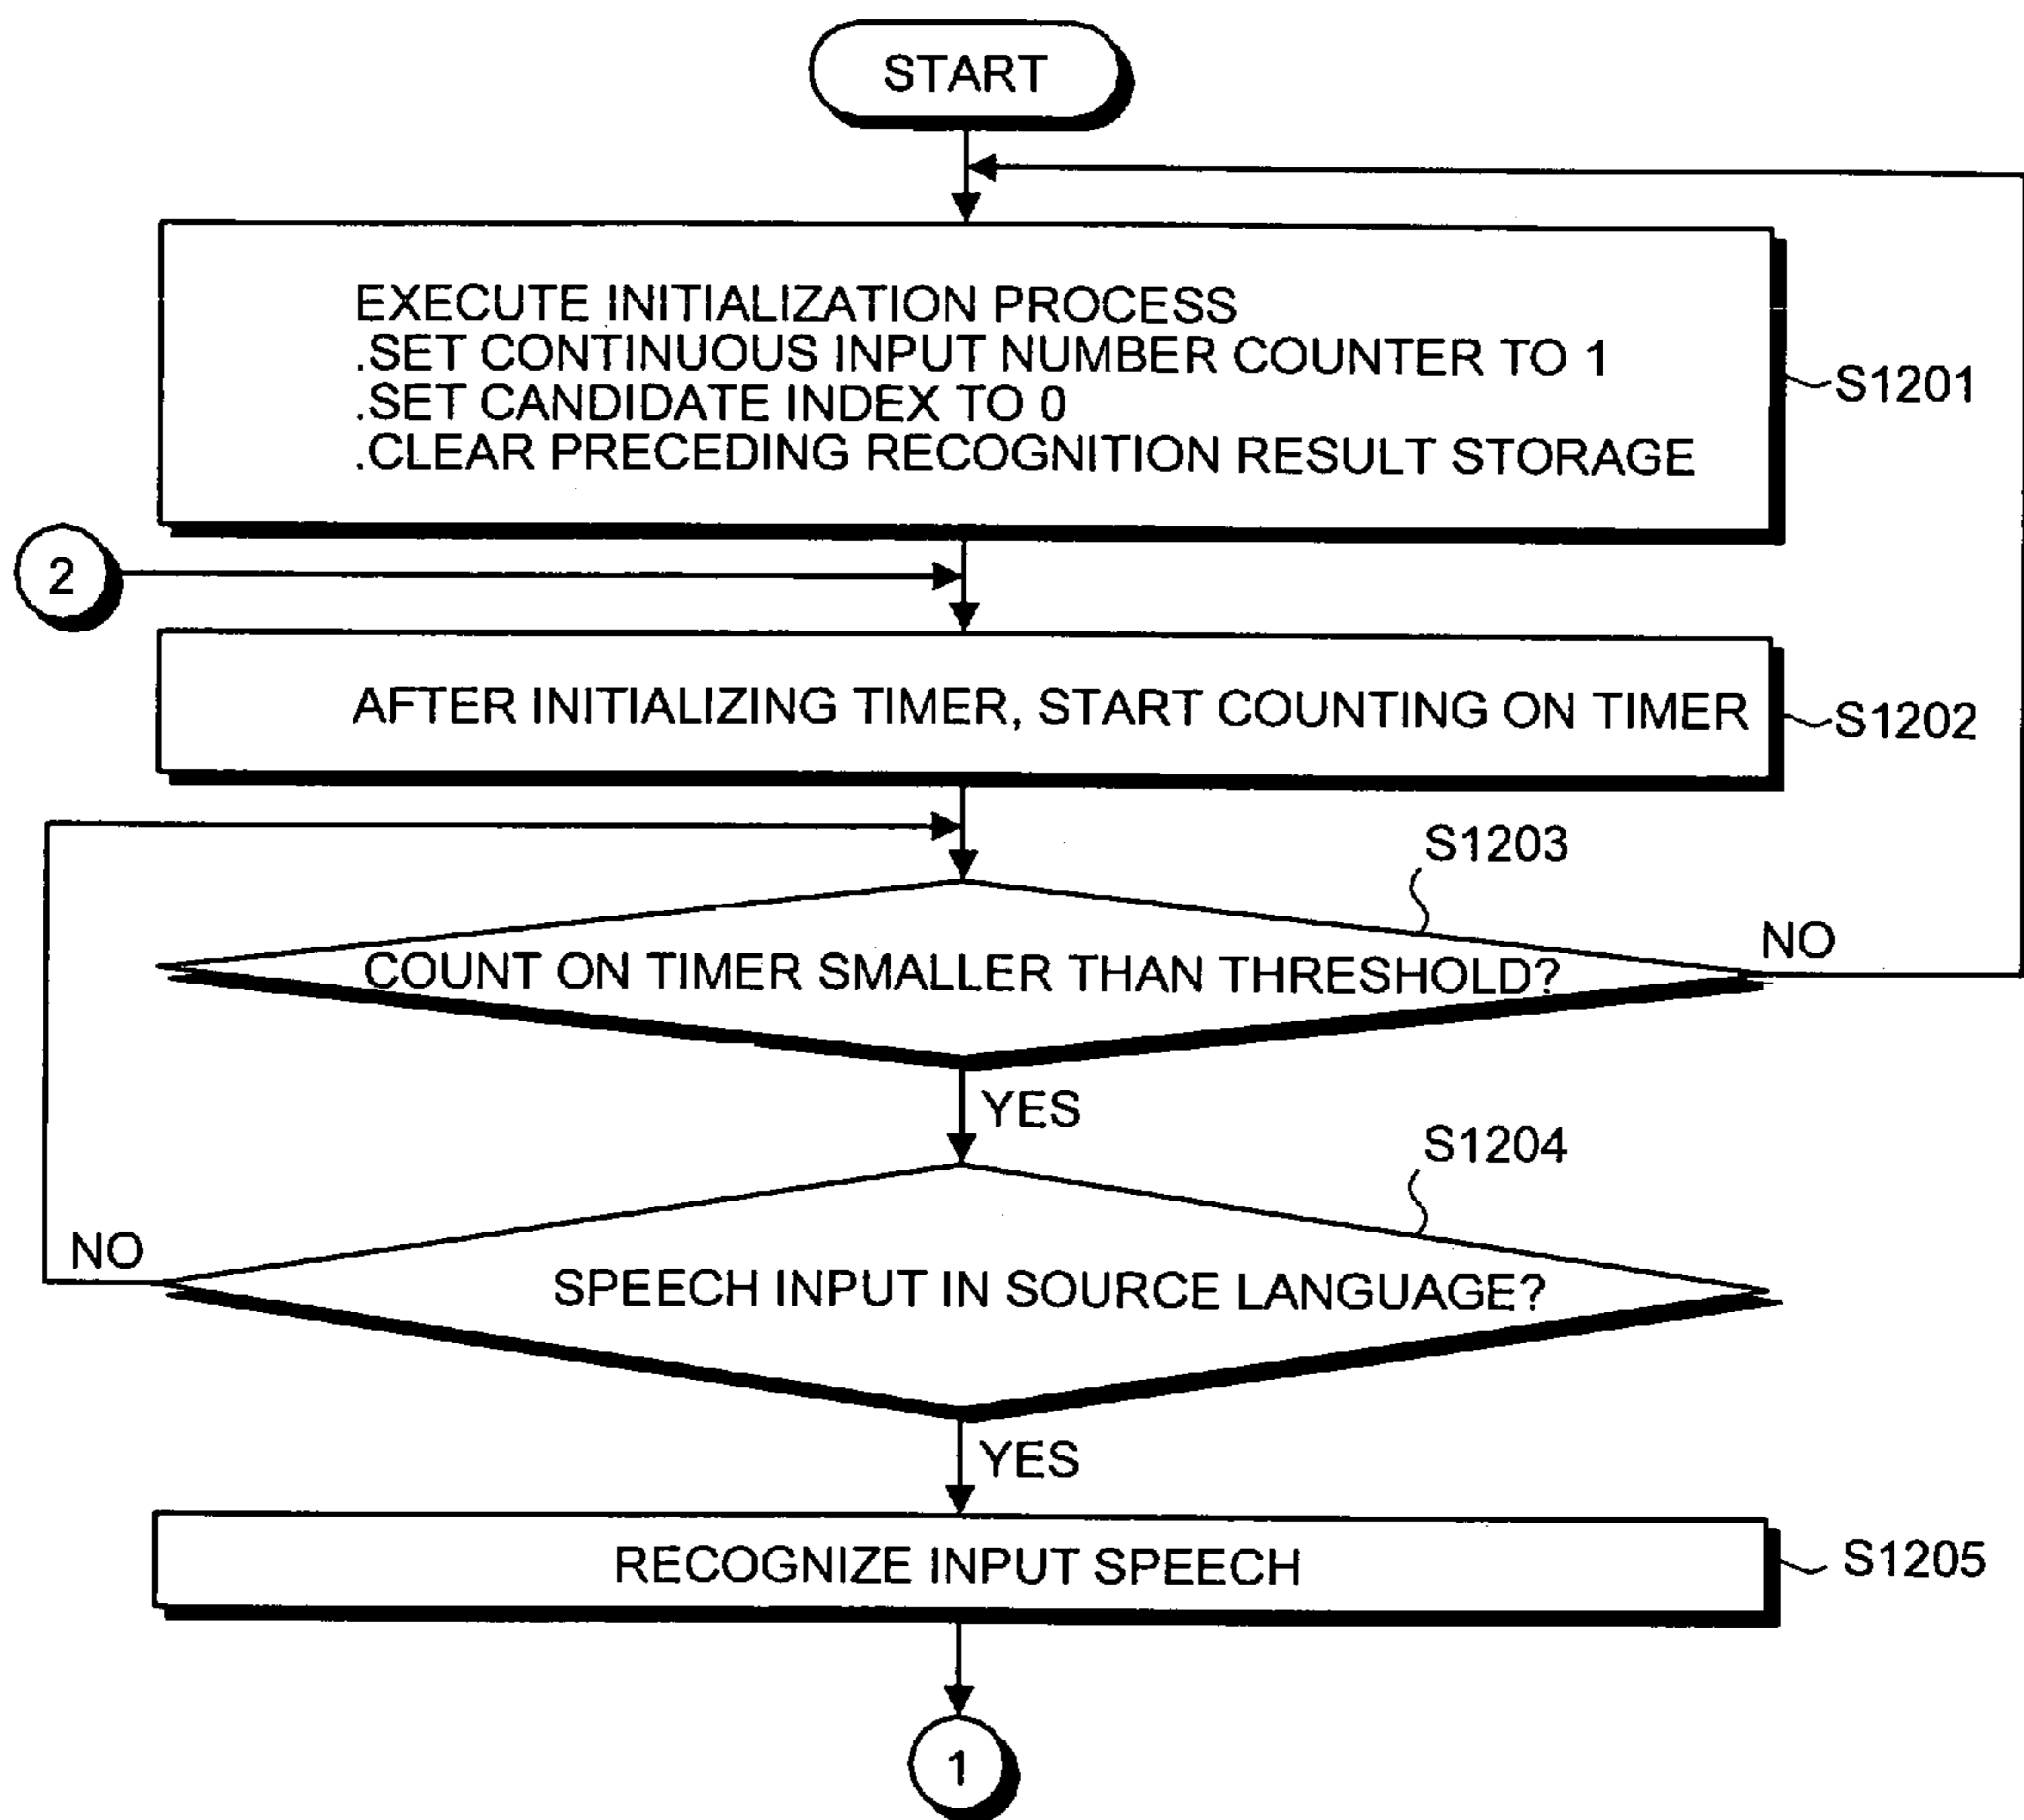 START
EXECUTE INITIALIZATION PROCESS
.SET CONTINUOUS INPUT NUMBER COUNTER TO 1
.SET CANDIDATE INDEX TO 0
.CLEAR PRECEDING RECOGNITION RESULT STORAGE
S1201
2
AFTER INITIALIZING TIMER, START COUNTING ON TIMER
S1202
S1203
COUNT ON TIMER SMALLER THAN THRESHOLD?
NO
YES
S1204
NO
SPEECH INPUT IN SOURCE LANGUAGE?
YES
RECOGNIZE INPUT SPEECH
S1205
1